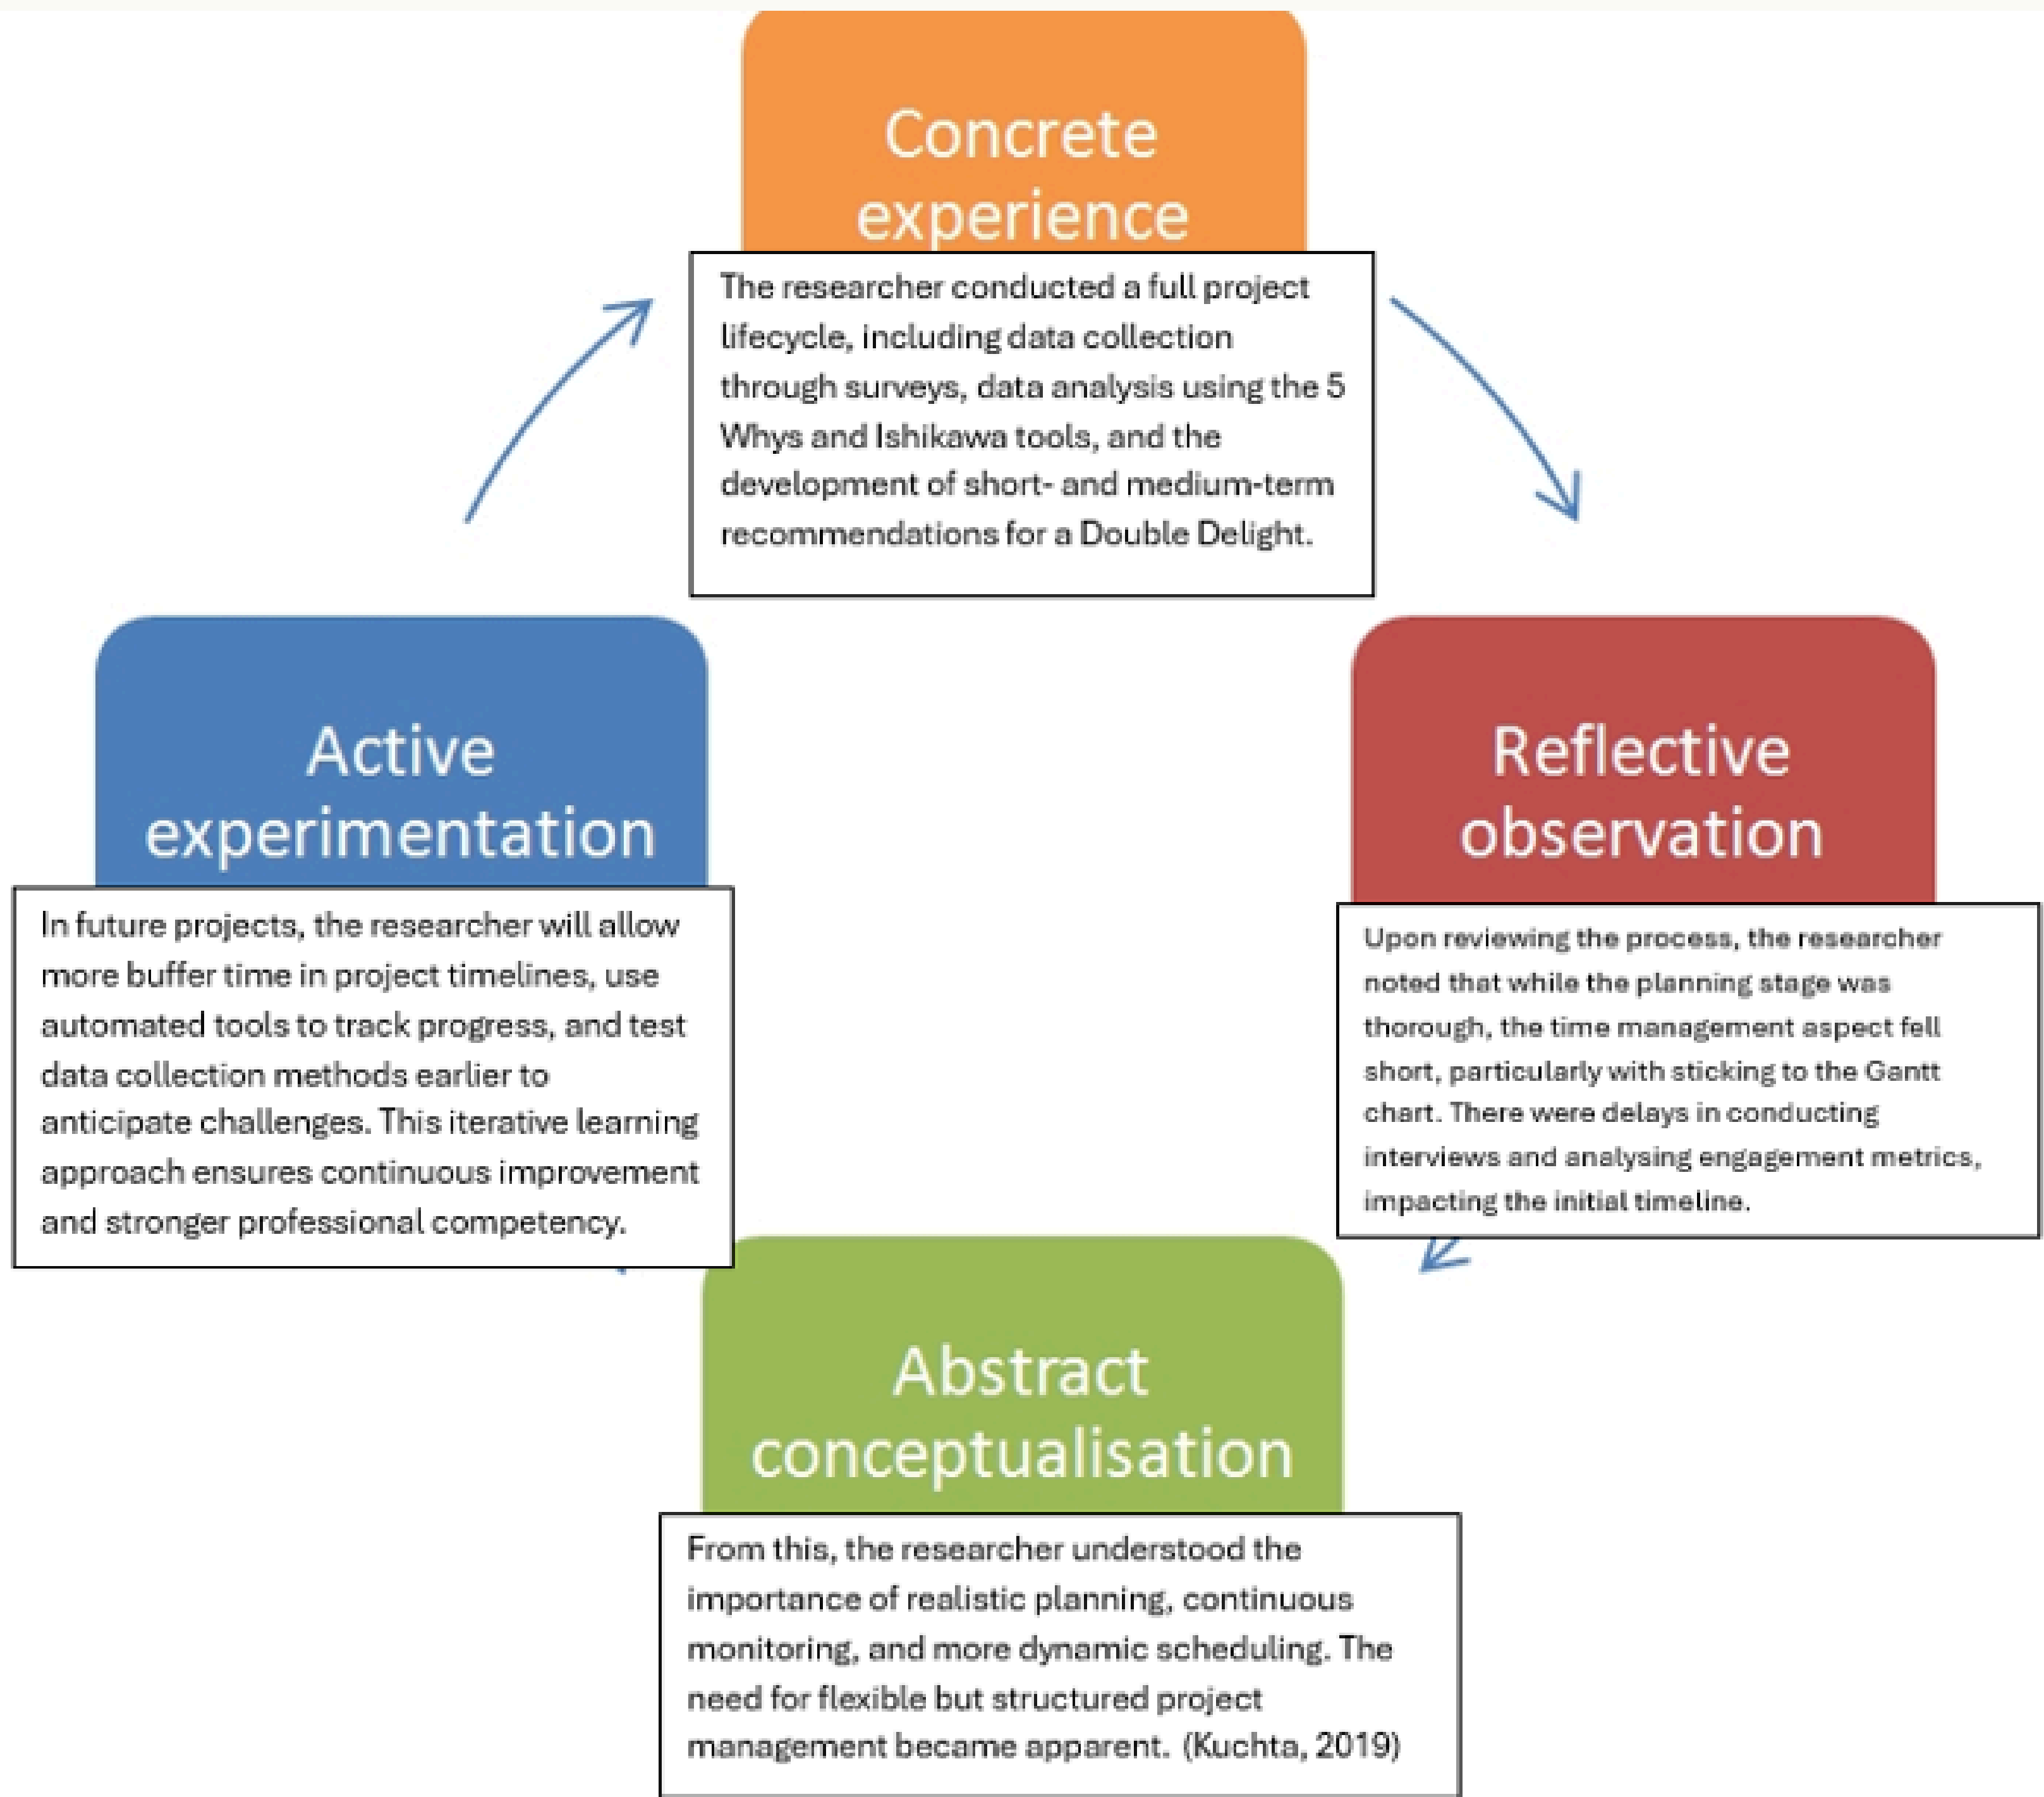 Concrete
experience
The researcher conducted a full project
lifecycle, including data collection
through surveys, data analysis using the 5
Whys and Ishikawa tools, and the
development of short- and medium-term
recommendations for a Double Delight.
Reflective
observation
Upon reviewing the process, the researcher
noted that while the planning stage was
thorough, the time management aspect fell
short, particularly with sticking to the Gantt
chart. There were delays in conducting
interviews and analysing engagement metrics,
impacting the initial timeline.
Abstract
conceptualisation
From this, the researcher understood the
importance of realistic planning, continuous
monitoring, and more dynamic scheduling. The
need for flexible but structured project
management became apparent. (Kuchta, 2019)
Active
experimentation
In future projects, the researcher will allow
more buffer time in project timelines, use
automated tools to track progress, and test
data collection methods earlier to
anticipate challenges. This iterative learning
approach ensures continuous improvement
and stronger professional competency.